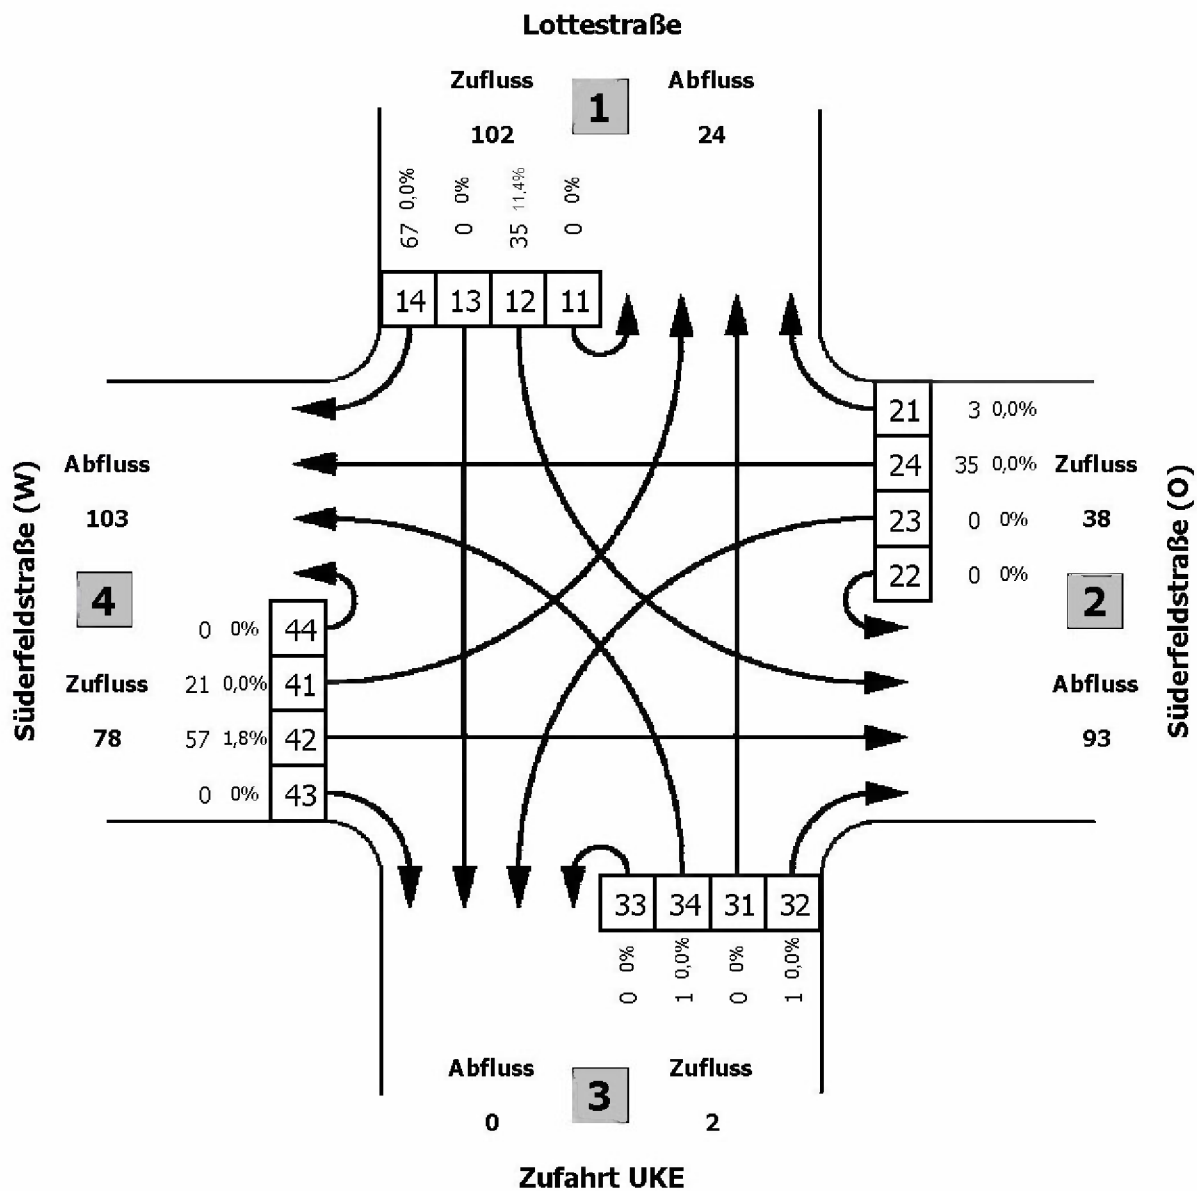 Lottestraße
Zufluss 1 Abfluss
102 24
67 0,0%
0 0%
35 11,4%
0 0%
14 13 12 11
21 3 0,0%
24 35 0,0% Zufluss
23 0 0% 38
22 0 0%
2
Abfluss
93
Süderfeldstraße (O)
Süderfeldstraße (W)
Abfluss
103
4
0 0% 44
Zufluss 21 0,0% 41
78 57 1,8% 42
0 0% 43
33 34 31 32
0 0%
1 0,0%
0 0%
1 0,0%
Abfluss 3 Zufluss
0 2
Zufahrt UKE